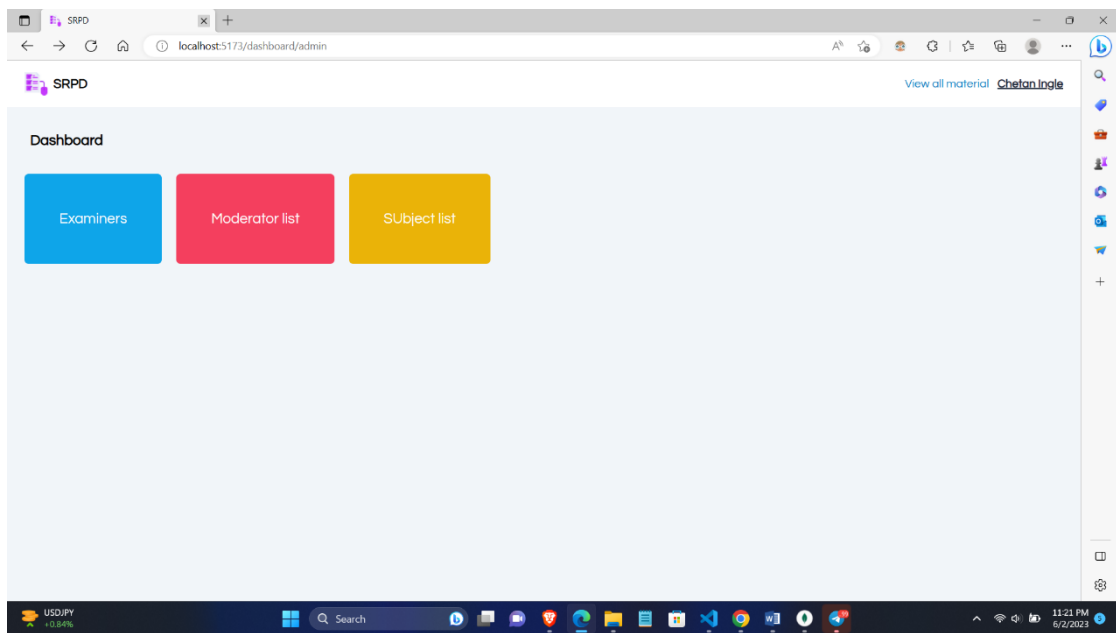 SRPD
localhost:5173/dashboard/admin
SRPD
View all material Chetan Ingle
Dashboard
Examiners
Moderator list
SUbject list
USDJPY
+0.84%
Search
11:21 PM
6/2/2023